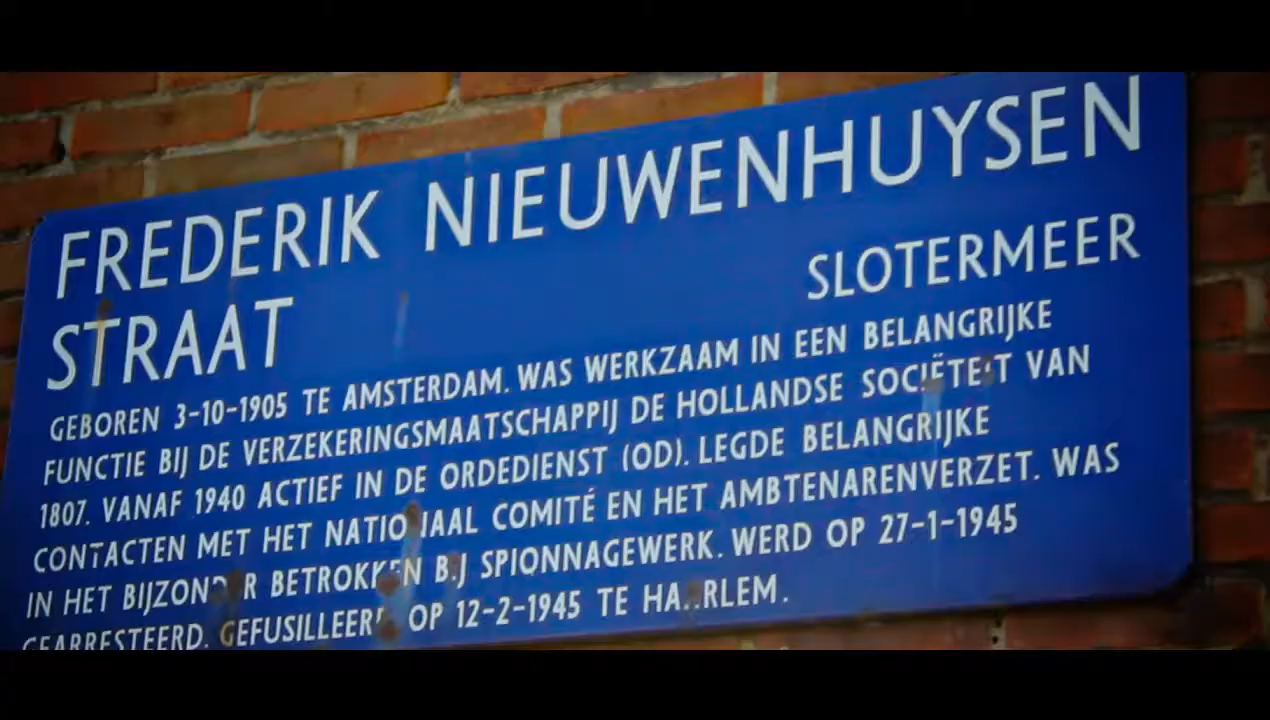 FREDERIK NIEUWENHUYSEN
STRAAT
SLOTERMEER
GEBOREN 3-10-1905 TE AMSTERDAM. WAS WERKZAAM IN EEN BELANGRIJKE
FUNCTIE BIJ DE VERZEKERINGSMAATSCHAPPIJ DE HOLLANDSE SOCIËTEIT VAN
1807. VANAF 1940 ACTIEF IN DE ORDEDIENST (OD). LEGDE BELANGRIJKE
CONTACTEN MET HET NATIONAAL COMITÉ EN HET AMBTENARENVERZET. WAS
IN HET BIJZONDER BETROKKEN BIJ SPIONNAGEWERK. WERD OP 27-1-1945
GEARRESTEERD. GEFUSILLEERD OP 12-2-1945 TE HAARLEM.